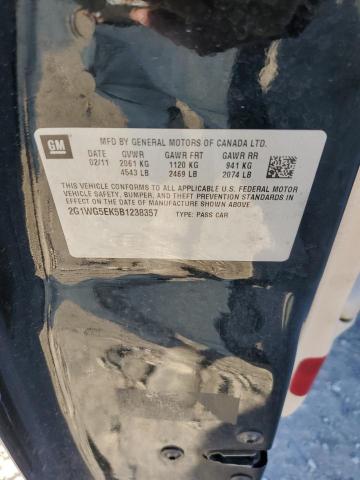 GM
MFD BY GENERAL MOTORS OF CANADA LTD.
DATE GVWR GAWR FRT GAWR RR
02/11 2061 KG 1120 KG 941 KG
4543 LB 2469 LB 2074 LB
THIS VEHICLE CONFORMS TO ALL APPLICABLE U.S. FEDERAL MOTOR
VEHICLE SAFETY, BUMPER, AND THEFT PREVENTION STANDARDS IN
EFFECT ON THE DATE OF MANUFACTURE SHOWN ABOVE.
2G1WG5EK5B1238357 TYPE: PASS CAR